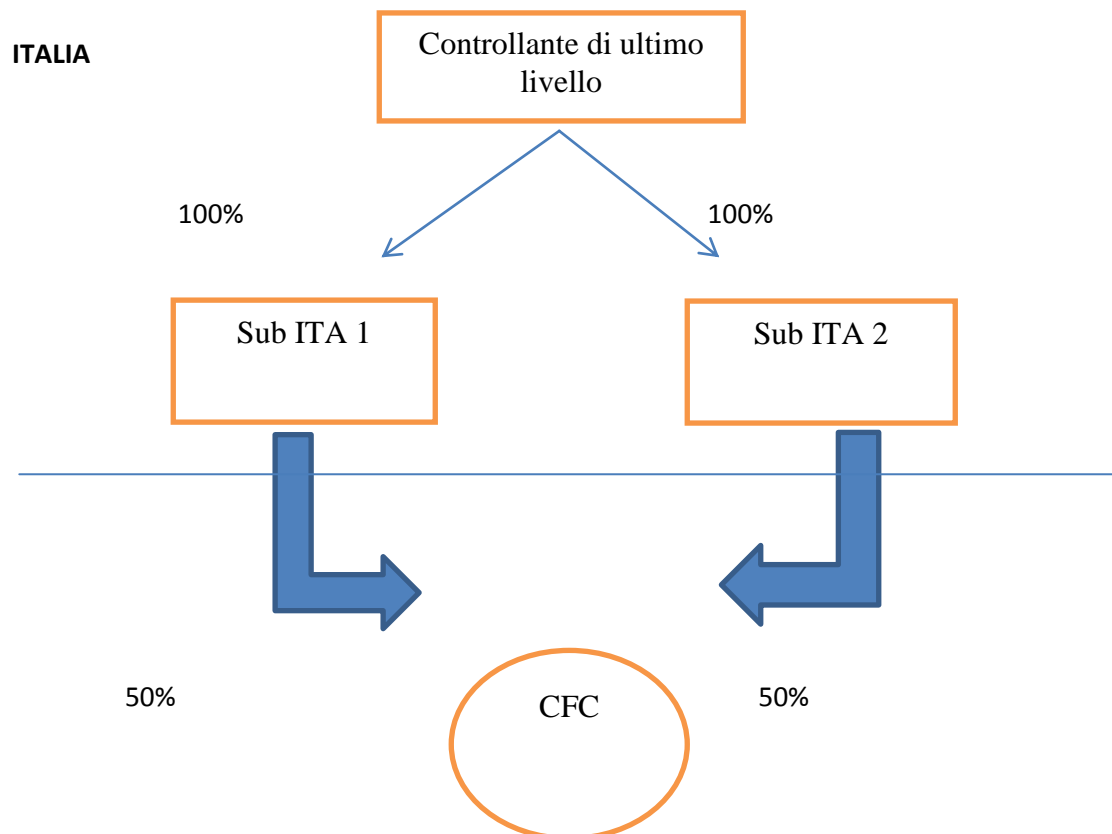 ITALIA
Controllante di ultimo
livello
100%
100%
Sub ITA 1
Sub ITA 2
50%
CFC
50%